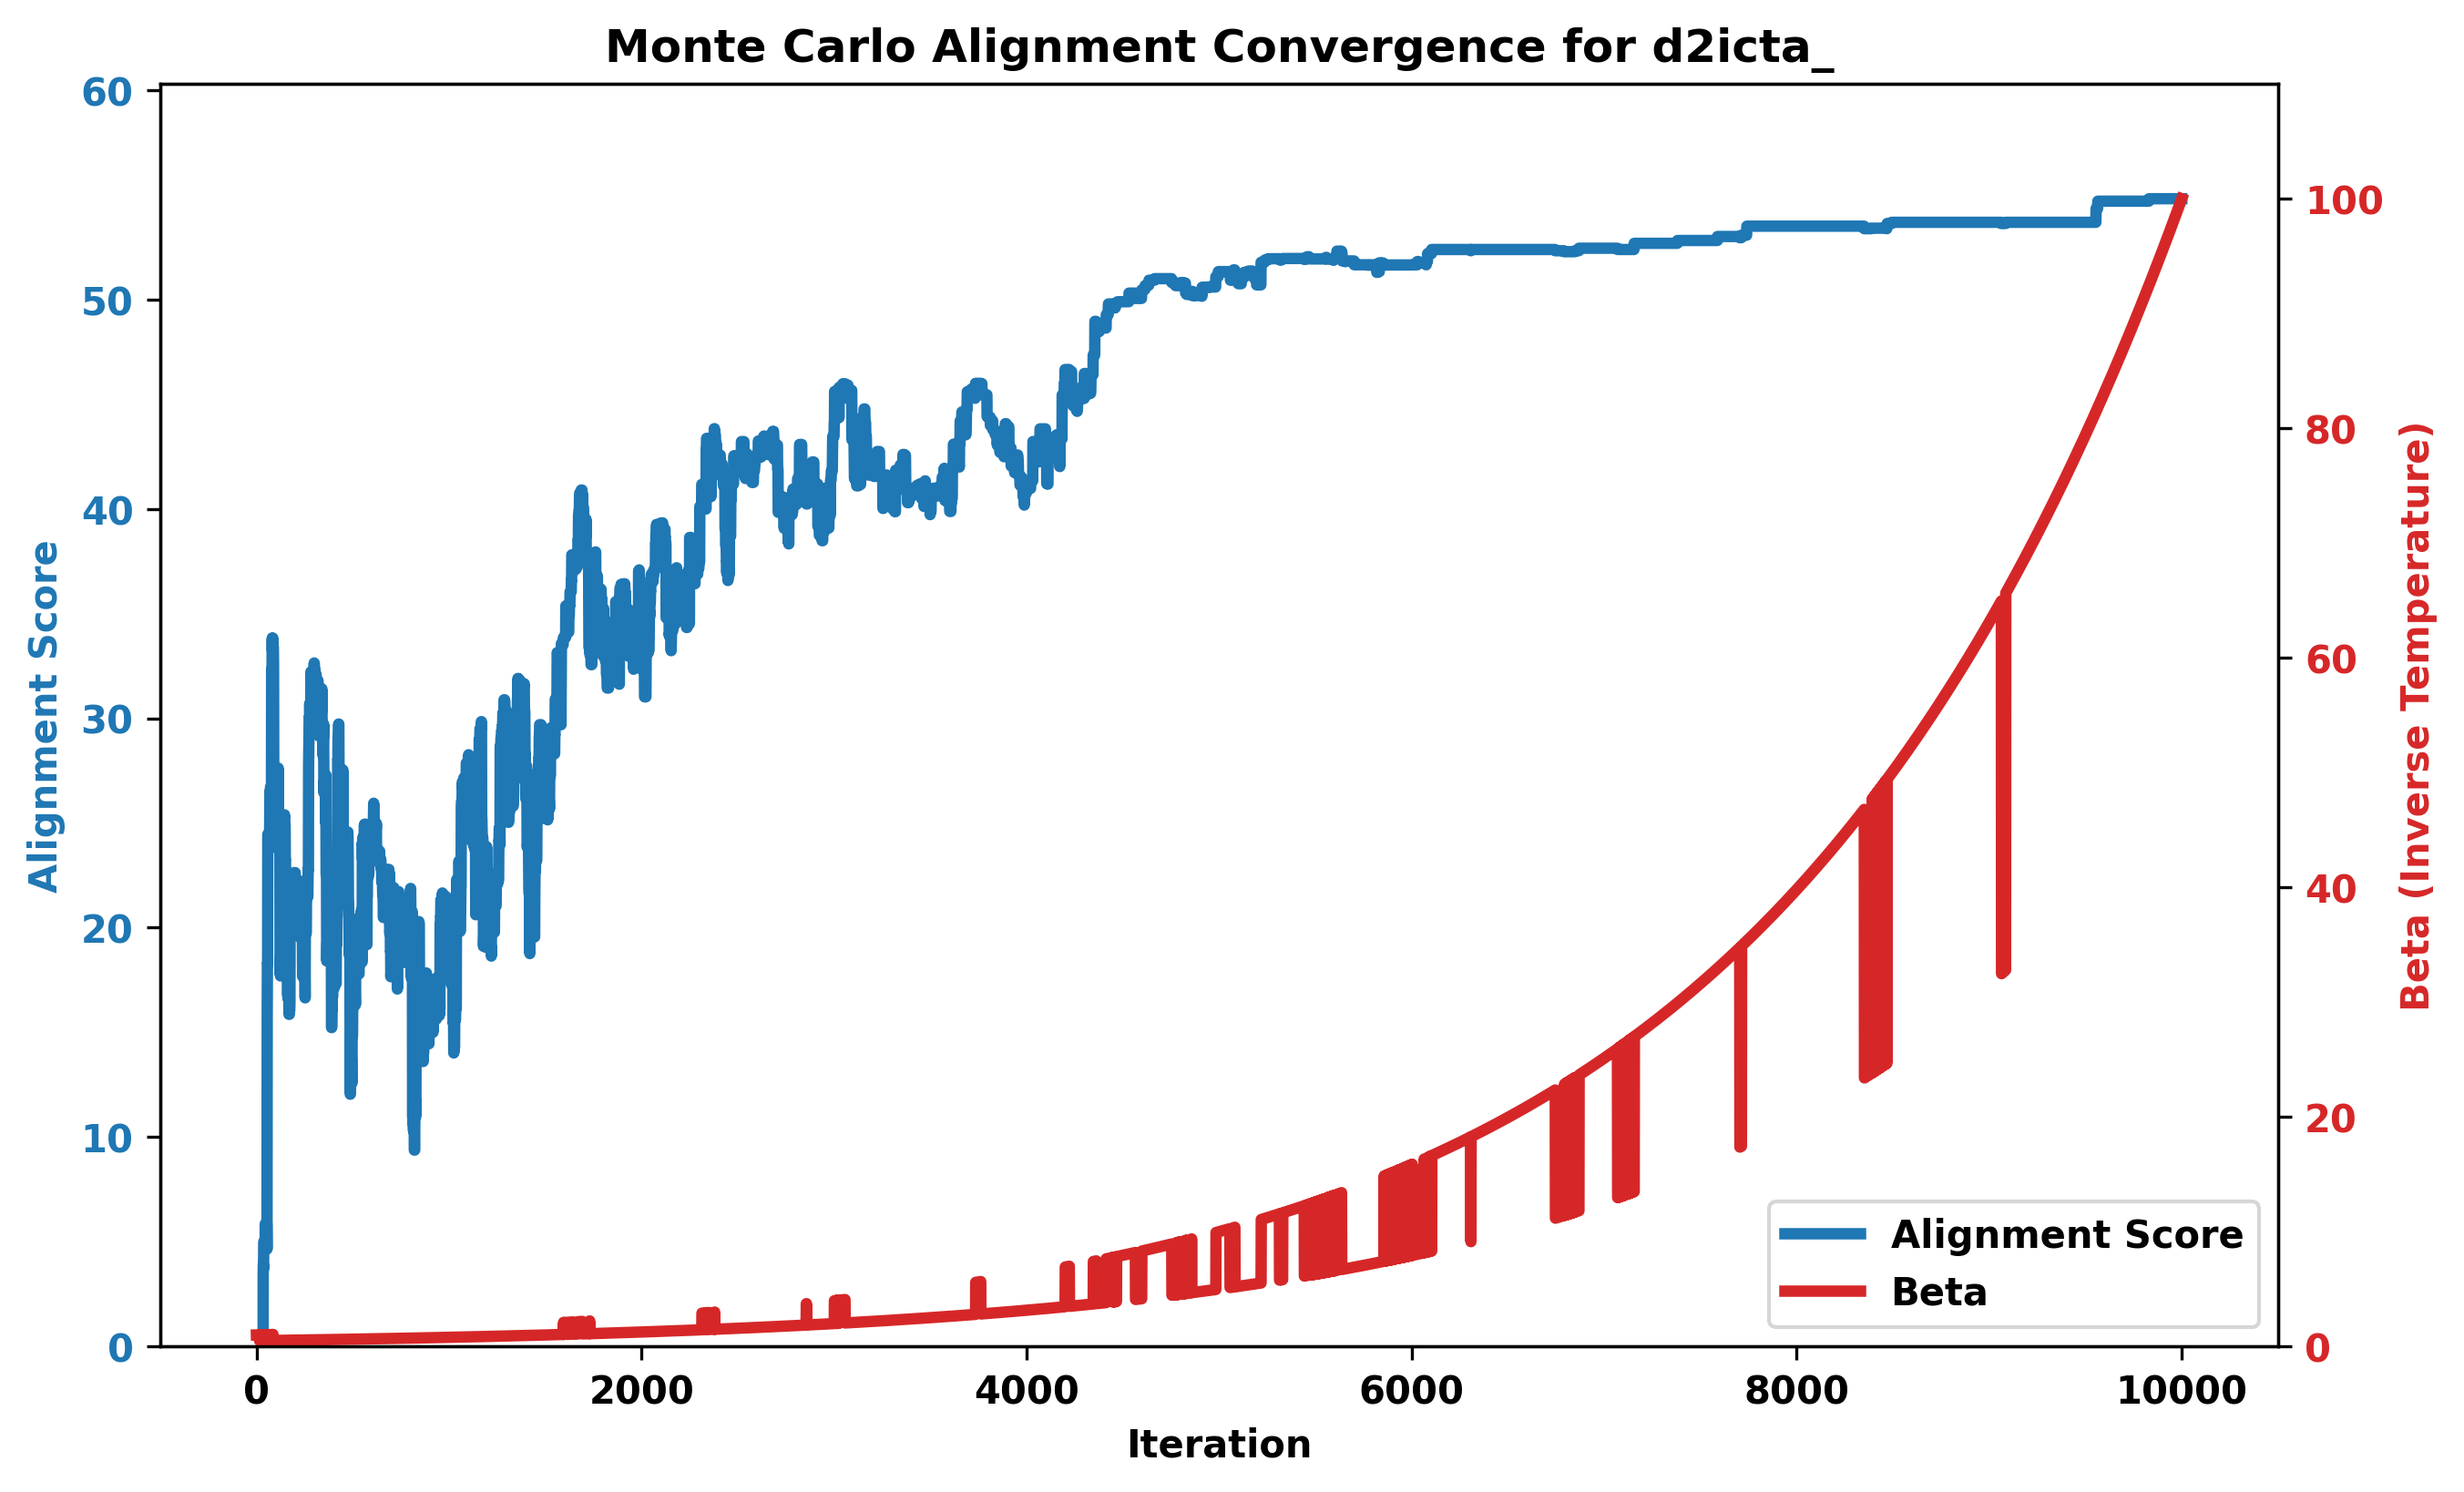 Monte Carlo Alignment Convergence for d2icta_
60
50
40
30
20
10
0
Alignment Score
100
80
60
40
20
0
Beta (Inverse Temperature)
Alignment Score
Beta
0 2000 4000 6000 8000 10000
Iteration